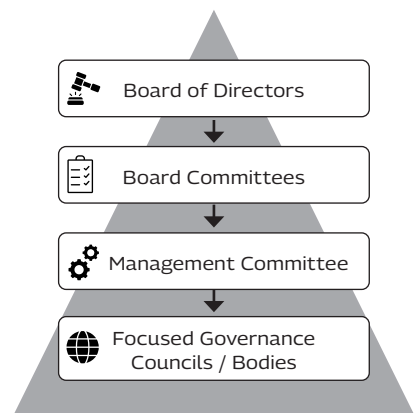 Board of Directors
Board Committees
Management Committee
Focused Governance
Councils / Bodies